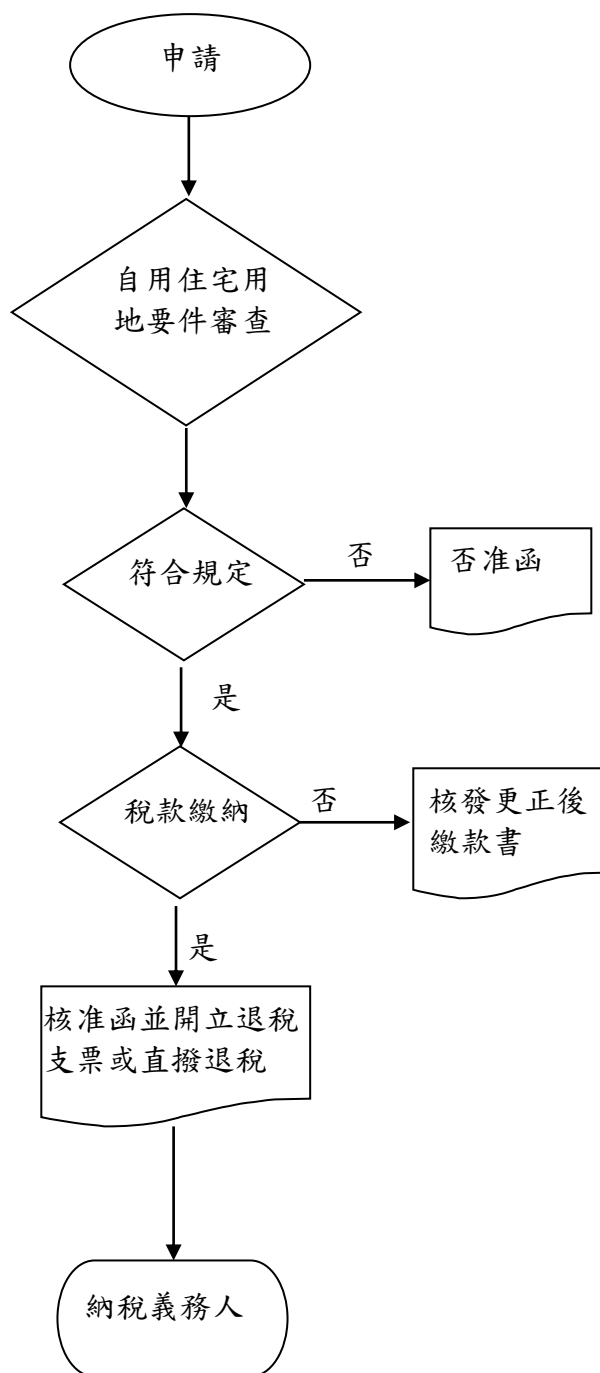 申請
自用住宅用
地要件審查
符合規定
否
否准函
是
稅款繳納
否
核發更正後
繳款書
是
核准函並開立退稅
支票或直撥退稅
納稅義務人